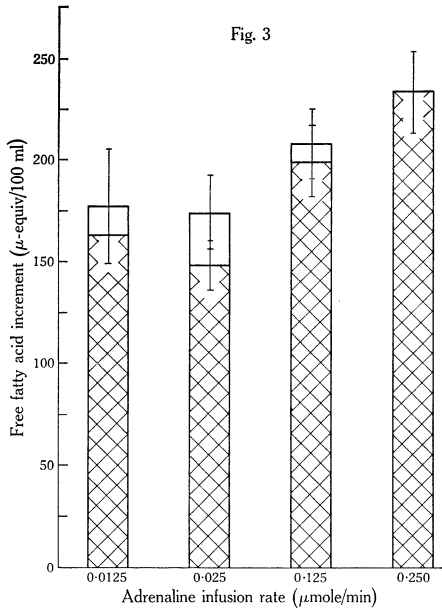 Fig. 3
Free fatty acid increment (μ-equiv/100 ml)
250
200
150
100
50
0
0·0125 0·025 0·125 0·250
Adrenaline infusion rate (μmole/min)